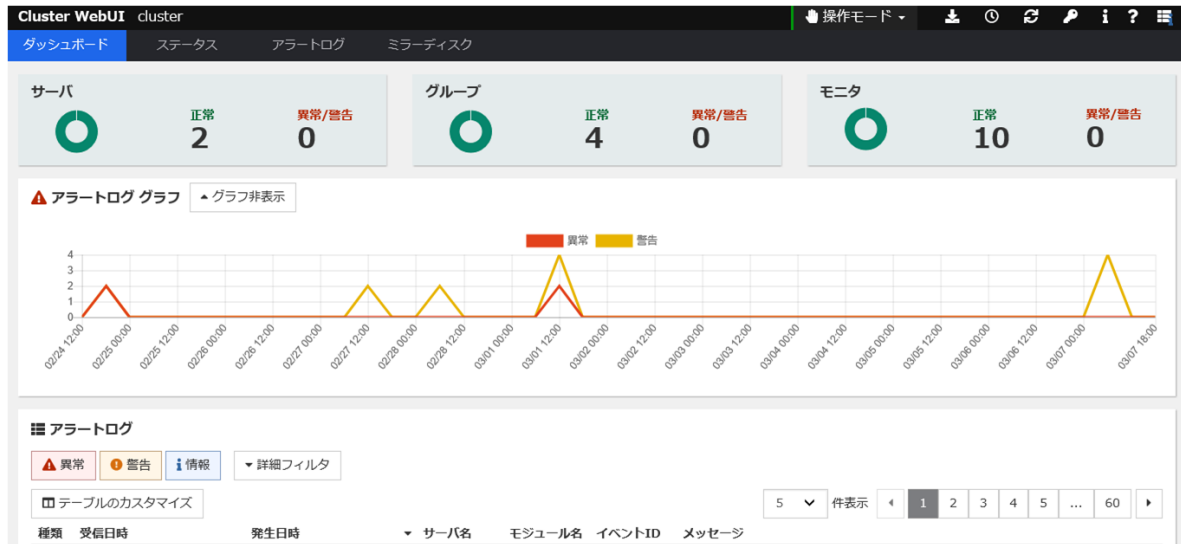 Cluster WebUI cluster 操作モード i ?
ダッシュボード ステータス アラートログ ミラーディスク
サーバ グループ モニタ
正常 異常/警告 正常 異常/警告 正常 異常/警告
2 0 4 0 10 0
アラートログ グラフ グラフ非表示
異常 警告
4
3
2
1
0
02/24 12:00 02/25 00:00 02/25 12:00 02/26 00:00 02/26 12:00 02/27 00:00 02/27 12:00 02/28 00:00 02/28 12:00 03/01 00:00 03/01 12:00 03/02 00:00 03/02 12:00 03/03 00:00 03/03 12:00 03/04 00:00 03/04 12:00 03/05 00:00 03/05 12:00 03/06 00:00 03/06 12:00 03/07 00:00 03/07 18:00
アラートログ
異常 警告 i 情報 詳細フィルタ
テーブルのカスタマイズ 5 件表示 1 2 3 4 5 ... 60
種類 受信日時 発生日時 サーバ名 モジュール名 イベントID メッセージ